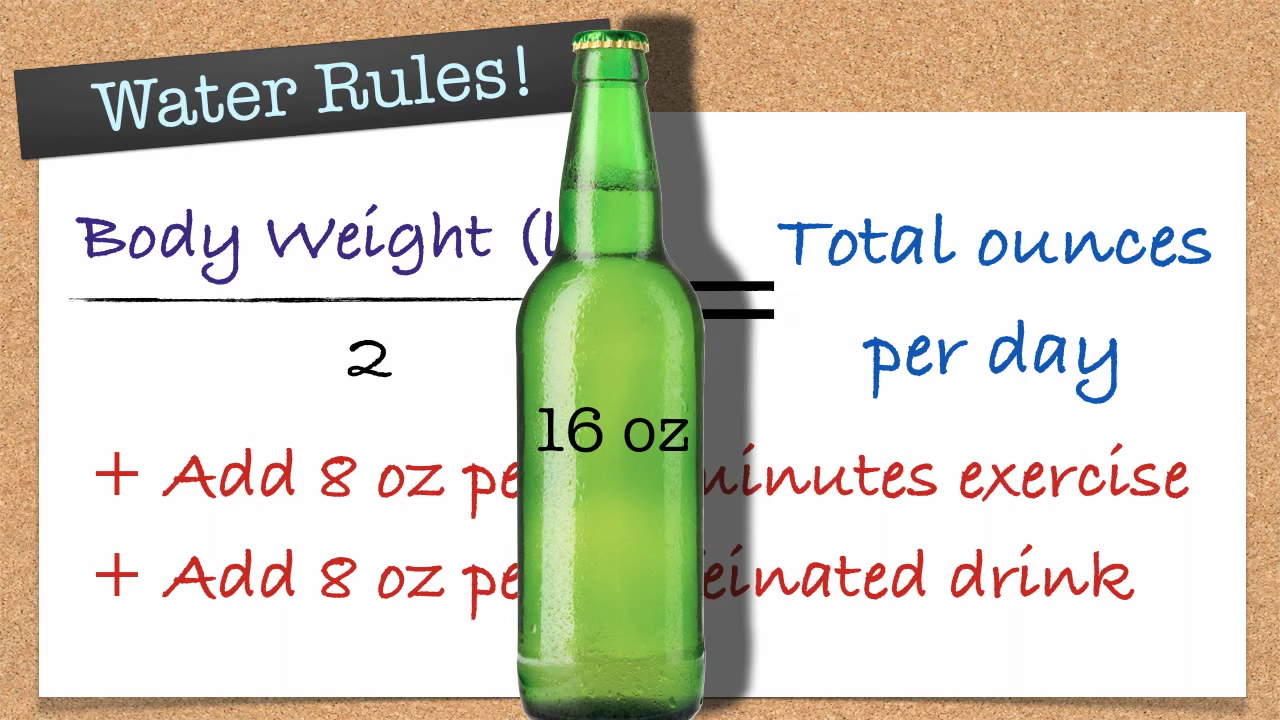 Water Rules!
Body Weight (l
Total ounces
2
per day
16 oz
+ Add 8 oz pe minutes exercise
+ Add 8 oz pe einated drink